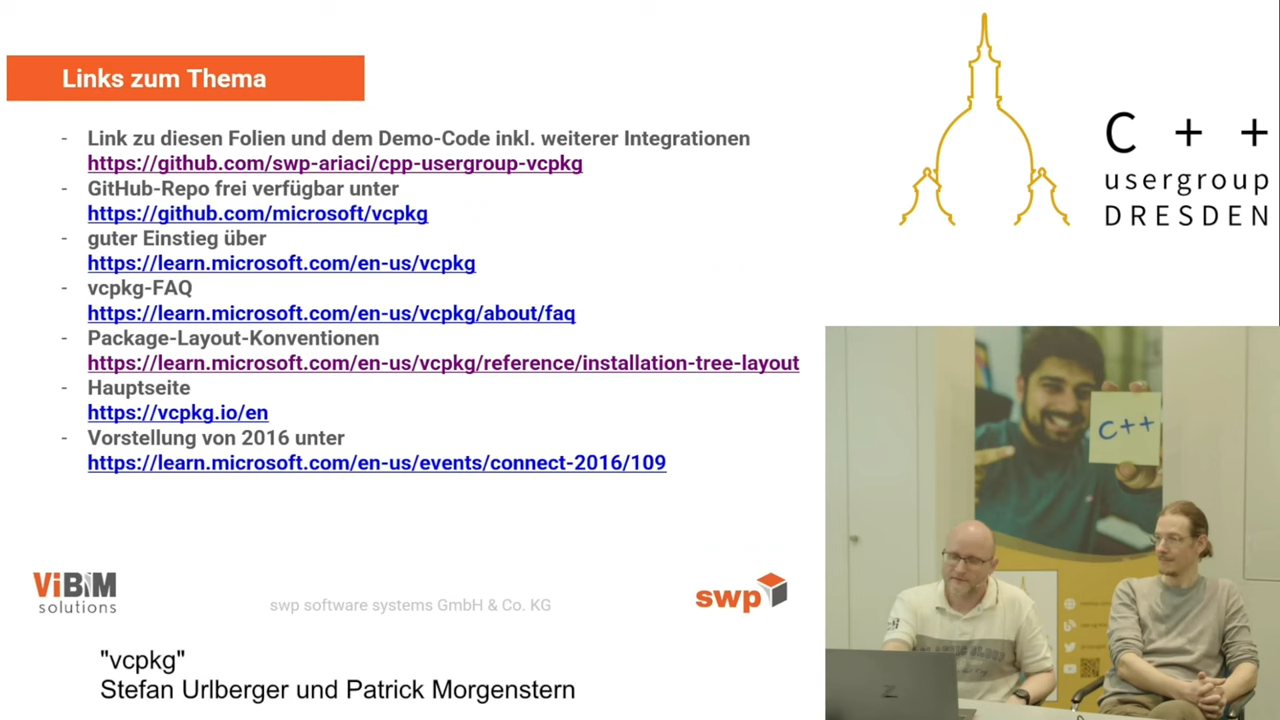 Links zum Thema
- Link zu diesen Folien und dem Demo-Code inkl. weiterer Integrationen
https://github.com/swp-ariaci/cpp-usergroup-vcpkg
- GitHub-Repo frei verfügbar unter
https://github.com/microsoft/vcpkg
- guter Einstieg über
https://learn.microsoft.com/en-us/vcpkg
- vcpkg-FAQ
https://learn.microsoft.com/en-us/vcpkg/about/faq
- Package-Layout-Konventionen
https://learn.microsoft.com/en-us/vcpkg/reference/installation-tree-layout
- Hauptseite
https://vcpkg.io/en
- Vorstellung von 2016 unter
https://learn.microsoft.com/en-us/events/connect-2016/109
ViBiM
solutions
swp software systems GmbH & Co. KG
swp
"vcpkg"
Stefan Urlberger und Patrick Morgenstern
C + +
usergroup
DRESDEN
C++